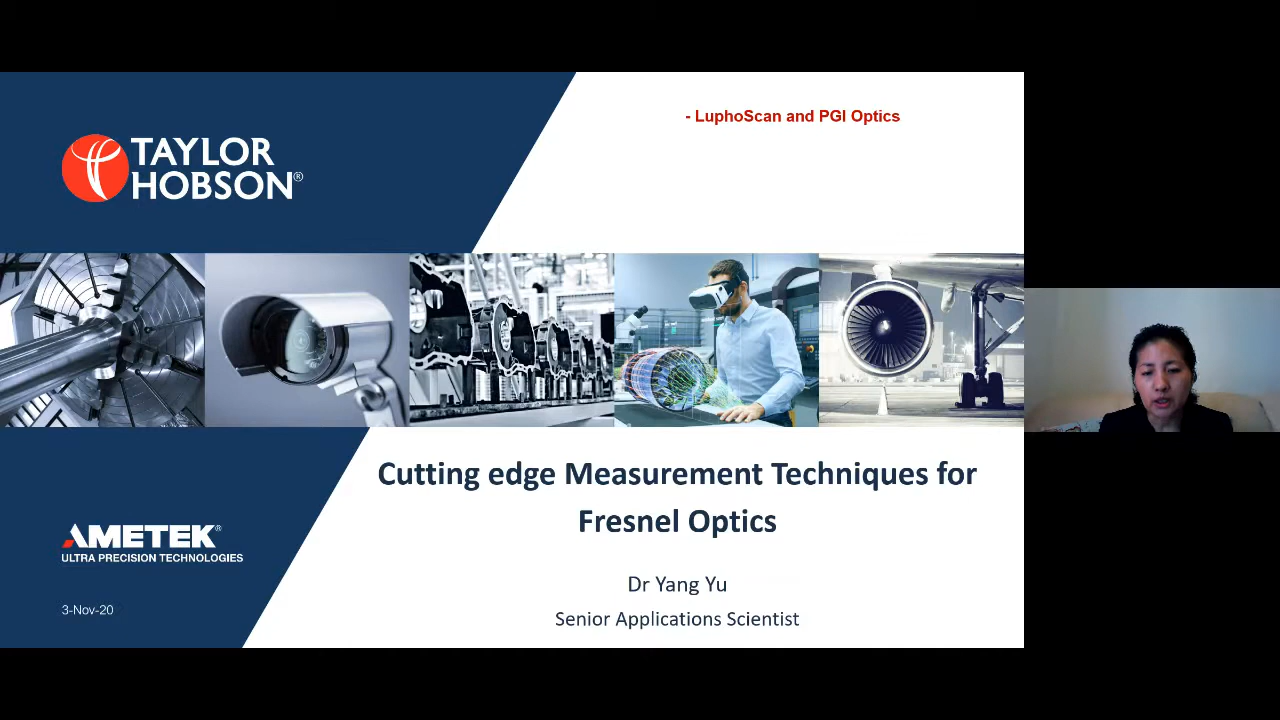 - LuphoScan and PGI Optics
TAYLOR
HOBSON®
Cutting edge Measurement Techniques for
Fresnel Optics
AMETEK®
ULTRA PRECISION TECHNOLOGIES
Dr Yang Yu
3-Nov-20
Senior Applications Scientist